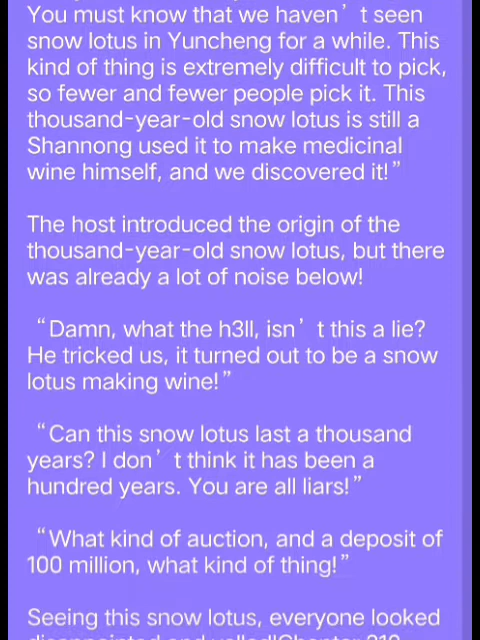 You must know that we haven’t seen
snow lotus in Yuncheng for a while. This
kind of thing is extremely difficult to pick,
so fewer and fewer people pick it. This
thousand-year-old snow lotus is still a
Shannong used it to make medicinal
wine himself, and we discovered it!”
The host introduced the origin of the
thousand-year-old snow lotus, but there
was already a lot of noise below!
“Damn, what the h3ll, isn’t this a lie?
He tricked us, it turned out to be a snow
lotus making wine!”
“Can this snow lotus last a thousand
years? I don’t think it has been a
hundred years. You are all liars!”
“What kind of auction, and a deposit of
100 million, what kind of thing!”
Seeing this snow lotus, everyone looked